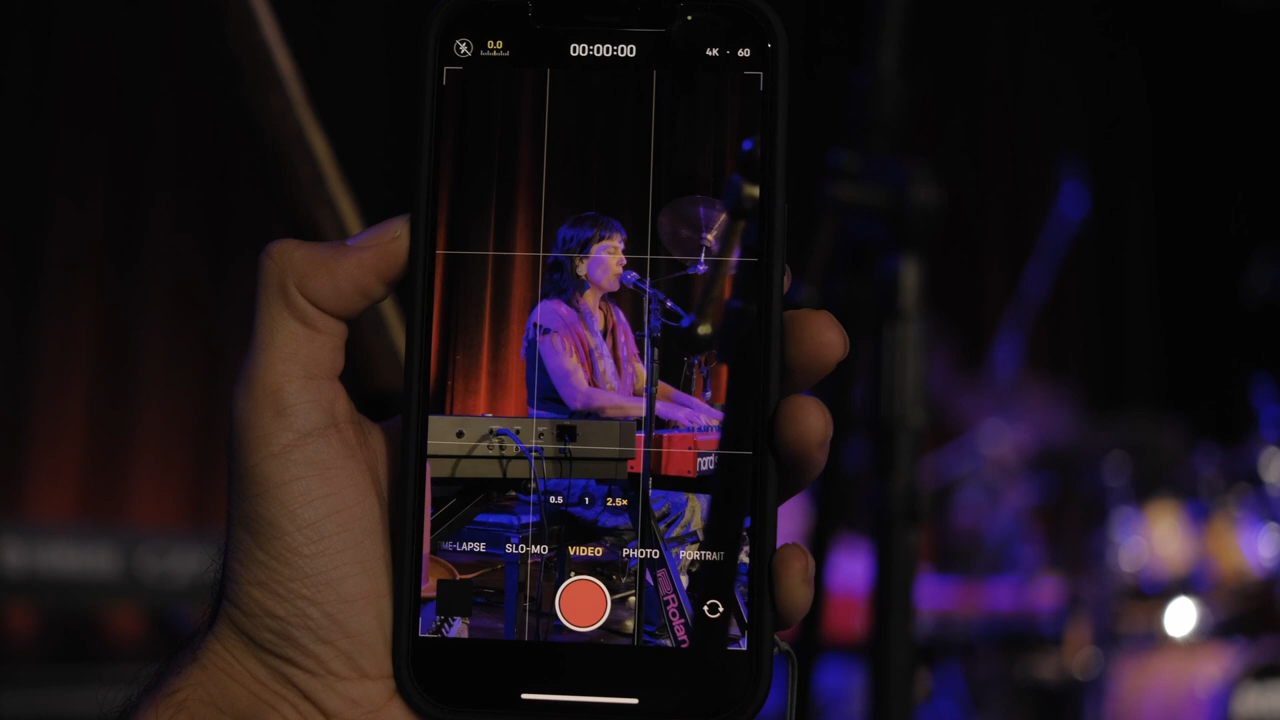 0.0
00:00:00
4K · 60
nord
0.5 1 2.5×
ME-LAPSE SLO-MO VIDEO PHOTO PORTRAIT
Rolan